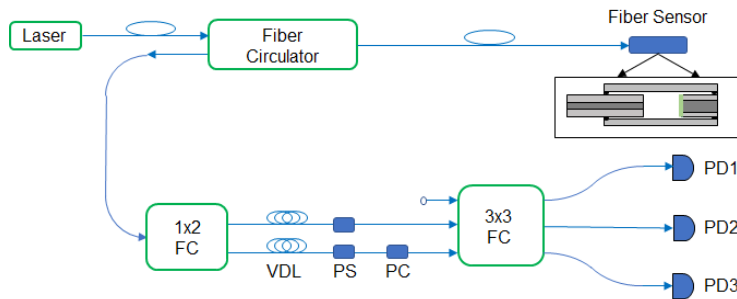 Laser
Fiber
Circulator
Fiber Sensor
1x2
FC
VDL
PS
PC
3x3
FC
PD1
PD2
PD3